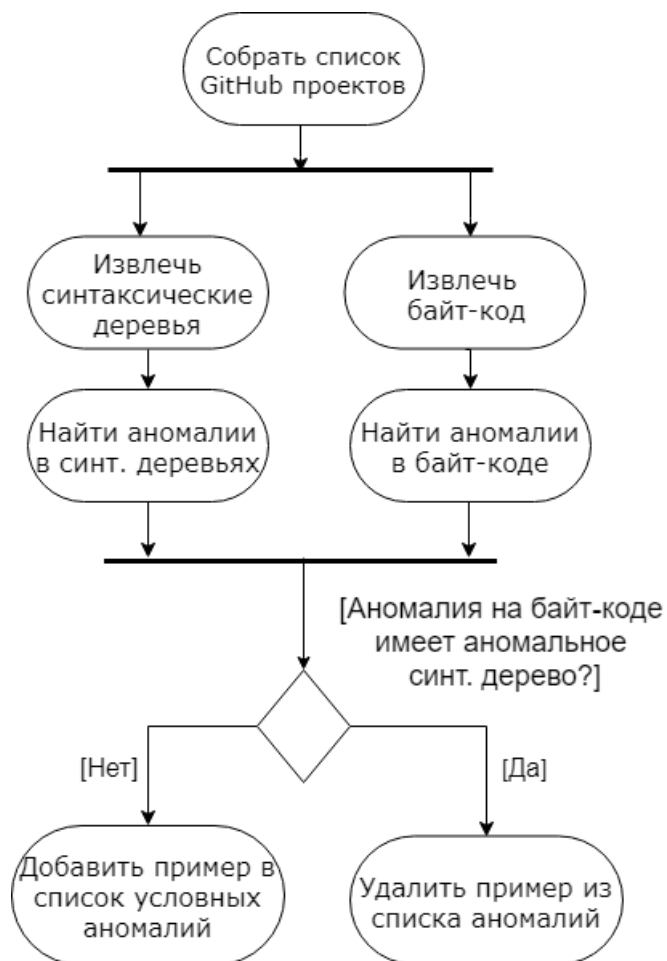 Собрать список
GitHub проектов
Извлечь
синтаксические
деревья
Извлечь
байт-код
Найти аномалии
в синт. деревьях
Найти аномалии
в байт-коде
[Аномалия на байт-коде
имеет аномальное
синт. дерево?]
[Нет]
[Да]
Добавить пример в
список условных
аномалий
Удалить пример из
списка аномалий